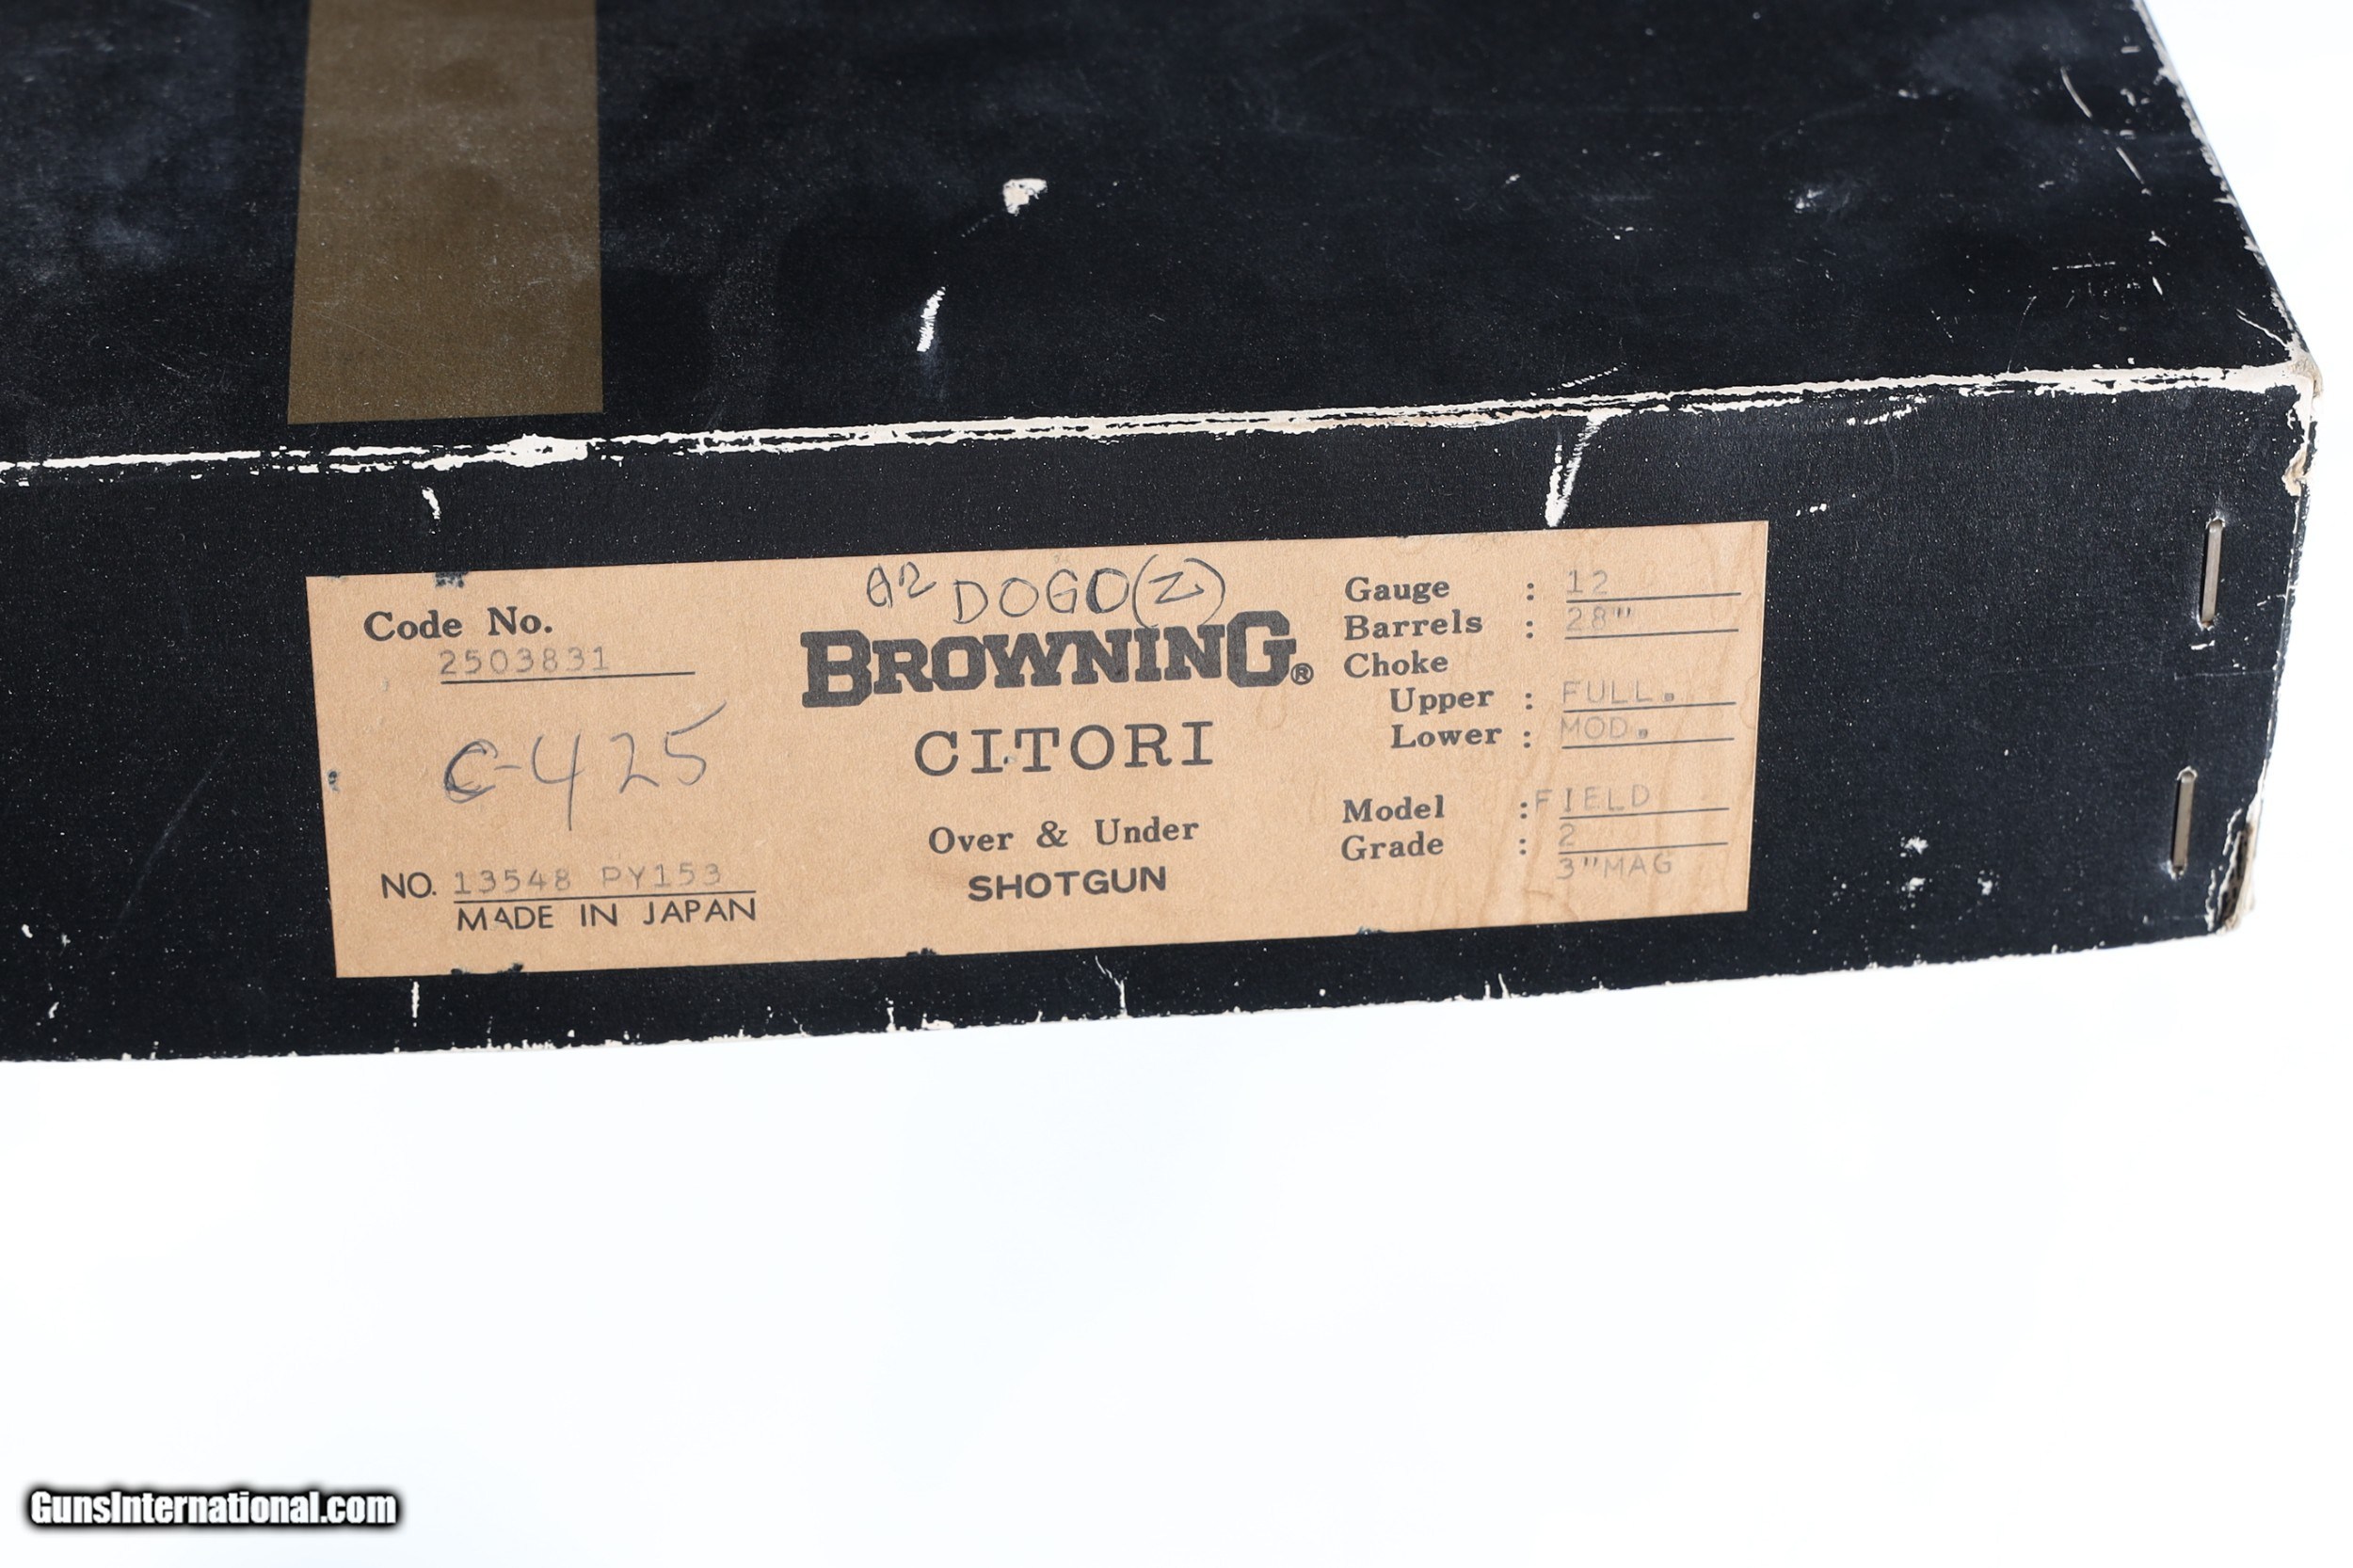 Code No.
2503831
C-425
NO. 13548 PY153
MADE IN JAPAN
DOGO(Z)
BROWNING®
CITORI
Over & Under
SHOTGUN
Gauge : 12
Barrels : 28"
Choke
Upper : FULL.
Lower : MOD.
Model : FIELD
Grade : 2
3"MAG
GunsInternational.com